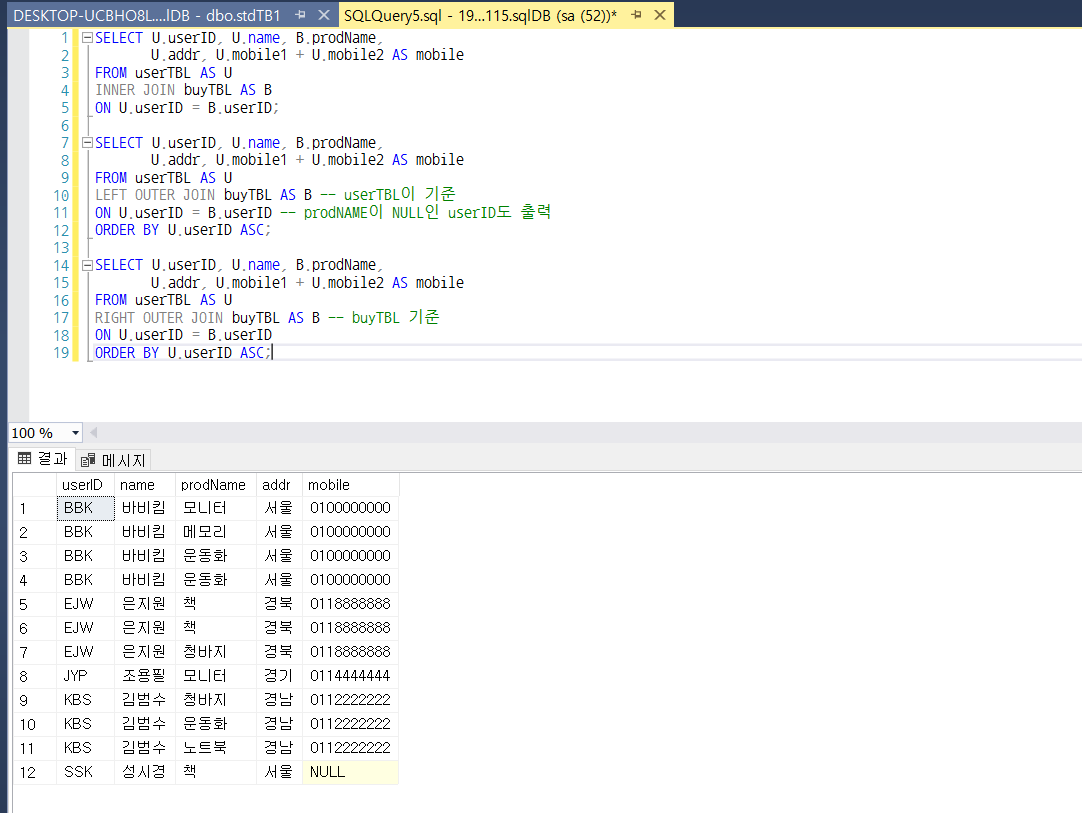 DESKTOP-UCBHO8L....lDB - dbo.stdTB1 SQLQuery5.sql - 19...115.sqlDB (sa (52))*
1 SELECT U.userID, U.name, B.prodName,
2 U.addr, U.mobile1 + U.mobile2 AS mobile
3 FROM userTBL AS U
4 INNER JOIN buyTBL AS B
5 ON U.userID = B.userID;
6
7 SELECT U.userID, U.name, B.prodName,
8 U.addr, U.mobile1 + U.mobile2 AS mobile
9 FROM userTBL AS U
10 LEFT OUTER JOIN buyTBL AS B -- userTBL이 기준
11 ON U.userID = B.userID -- prodNAME이 NULL인 userID도 출력
12 ORDER BY U.userID ASC;
13
14 SELECT U.userID, U.name, B.prodName,
15 U.addr, U.mobile1 + U.mobile2 AS mobile
16 FROM userTBL AS U
17 RIGHT OUTER JOIN buyTBL AS B -- buyTBL 기준
18 ON U.userID = B.userID
19 ORDER BY U.userID ASC;
100 %
결과 메시지
userID name prodName addr mobile
1 BBK 바비킴 모니터 서울 0100000000
2 BBK 바비킴 메모리 서울 0100000000
3 BBK 바비킴 운동화 서울 0100000000
4 BBK 바비킴 운동화 서울 0100000000
5 EJW 은지원 책 경북 0118888888
6 EJW 은지원 책 경북 0118888888
7 EJW 은지원 청바지 경북 0118888888
8 JYP 조용필 모니터 경기 0114444444
9 KBS 김범수 청바지 경남 0112222222
10 KBS 김범수 운동화 경남 0112222222
11 KBS 김범수 노트북 경남 0112222222
12 SSK 성시경 책 서울 NULL